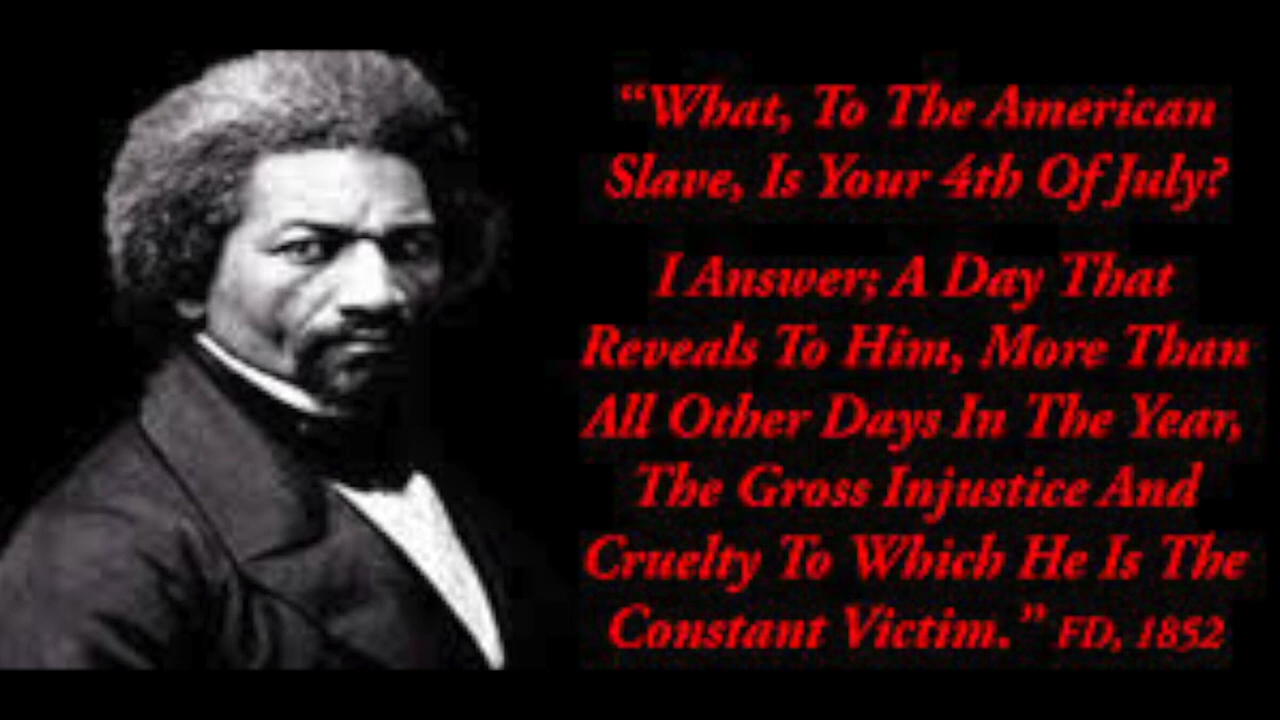 “What, To The American
Slave, Is Your 4th Of July?
I Answer; A Day That
Reveals To Him, More Than
All Other Days In The Year,
The Gross Injustice And
Cruelty To Which He Is The
Constant Victim.” FD, 1852